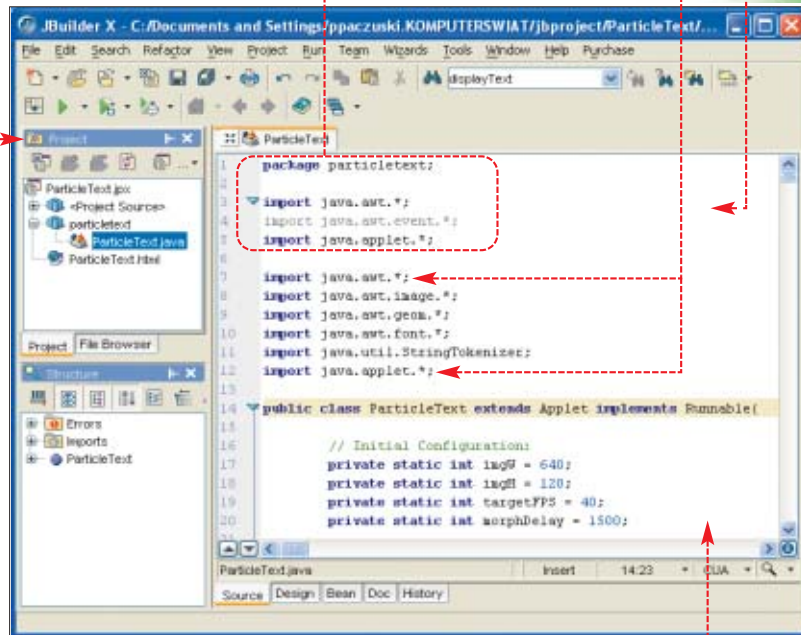 JBuilder X - C:/Documents and Settings/ppaczuski.KOMPUTERSWIAT/jbproject/ParticleText/...
File Edit Search Refactor View Project Run Team Wizards Tools Window Help Purchase
displayText
Project
ParticleText.jpx
<Project Source>
particletext
ParticleText.java
ParticleText.html
Project File Browser
Structure
Errors
Imports
ParticleText
ParticleText
1 package particletext;
2
3 import java.awt.*;
4 import java.awt.event.*;
5 import java.applet.*;
6
7 import java.awt.*;
8 import java.awt.image.*;
9 import java.awt.geom.*;
10 import java.awt.font.*;
11 import java.util.StringTokenizer;
12 import java.applet.*;
13
14 public class ParticleText extends Applet implements Runnable{
15
16 // Initial Configuration:
17 private static int imgW = 640;
18 private static int imgH = 120;
19 private static int targetFPS = 40;
20 private static int morphDelay = 1500;
ParticleText.java Insert 14:23 CUA
Source Design Bean Doc History